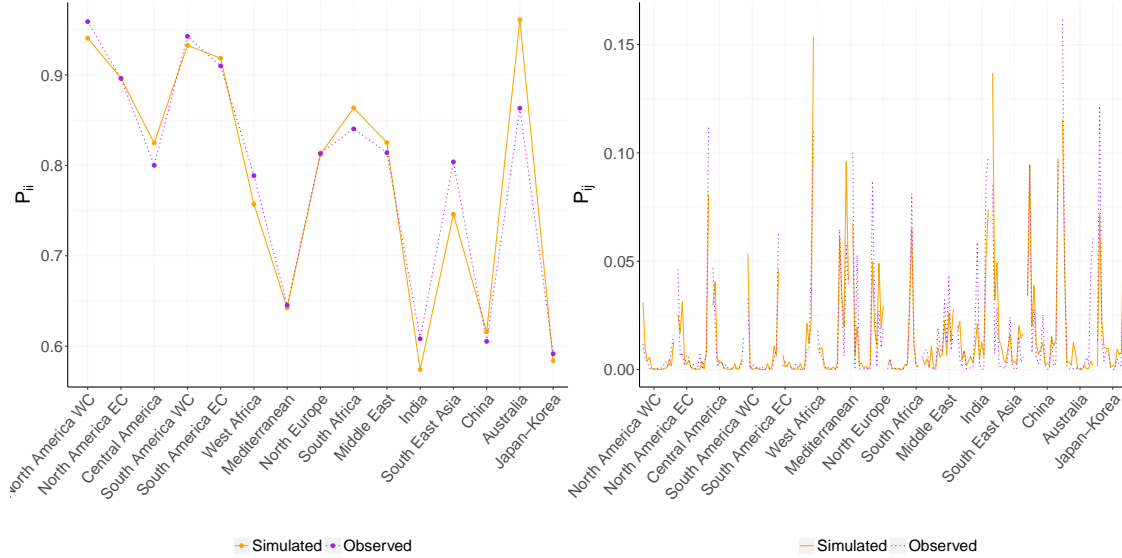 0.9
0.8
0.7
0.6
Pii
North America WC
North America EC
Central America
South America WC
South America EC
West Africa
Mediterranean
North Europe
South Africa
Middle East
India
South East Asia
China
Australia
Japan−Korea
Simulated Observed
0.15
0.10
0.05
0.00
Pij
North America WC
North America EC
Central America
South America WC
South America EC
West Africa
Mediterranean
North Europe
South Africa
Middle East
India
South East Asia
China
Australia
Japan−Korea
Simulated Observed